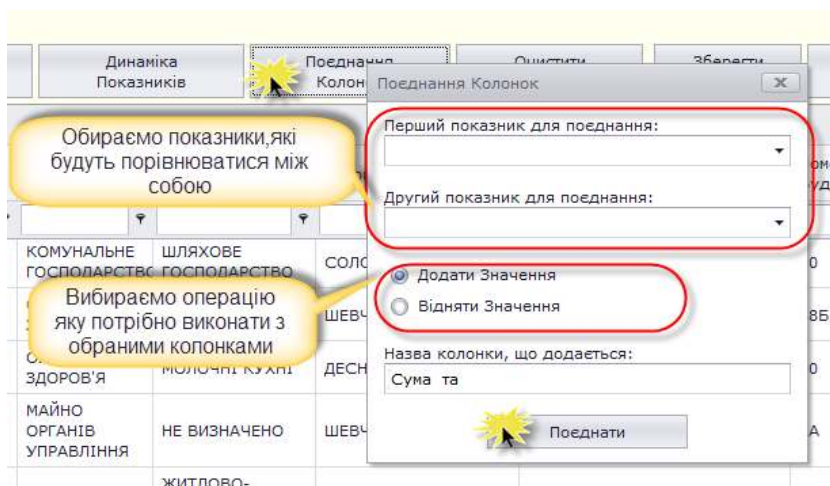 Динаміка
Показників
Поєднання
Колон
Очистити
Зберегти
Поєднання Колонок
Перший показник для поєднання:
Другий показник для поєднання:
Додати Значення
Відняти Значення
Назва колонки, що додається:
Сума та
Поєднати
Обираємо показники,які
будуть порівнюватися між
собою
КОМУНАЛЬНЕ
ГОСПОДАРСТВО
ШЛЯХОВЕ
ГОСПОДАРСТВО
СОЛО
0
Вибираємо операцію
яку потрібно виконати з
обраними колонками
ШЕВЧ
8Б
ЗДОРОВ'Я
МОЛОЧНІ КУХНІ
ДЕСН
0
МАЙНО
ОРГАНІВ
УПРАВЛІННЯ
НЕ ВИЗНАЧЕНО
ШЕВЧ
А
ЖИТЛОВО-